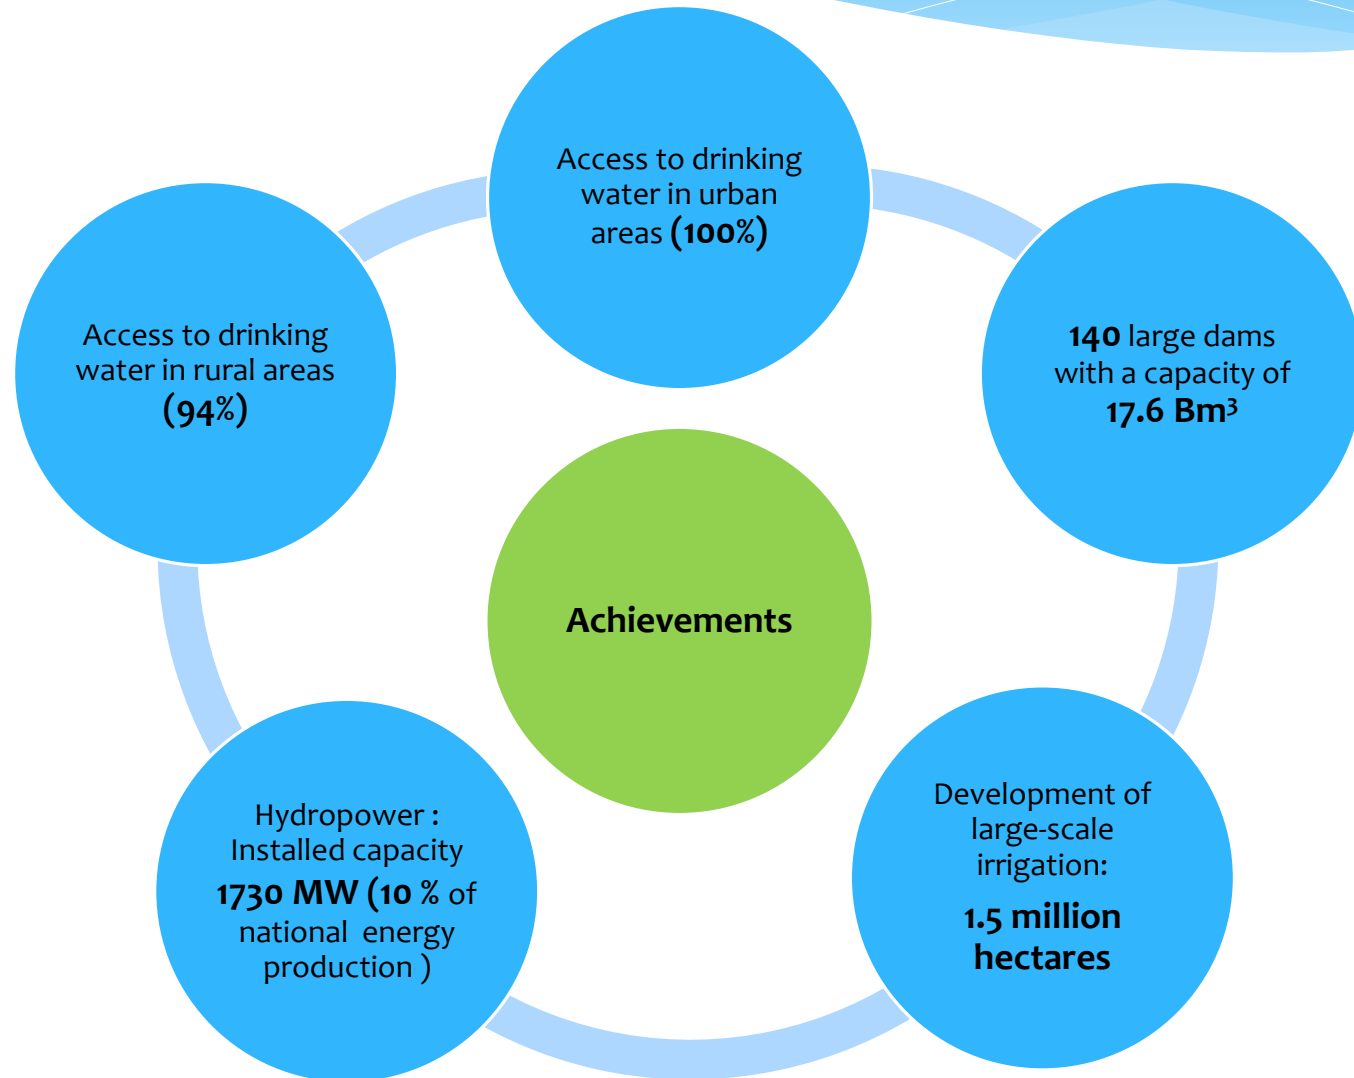 Access to drinking
water in urban
areas (100%)
140 large dams
with a capacity of
17.6 Bm³
Development of
large-scale
irrigation:
1.5 million
hectares
Hydropower :
Installed capacity
1730 MW (10 % of
national energy
production )
Access to drinking
water in rural areas
(94%)
Achievements